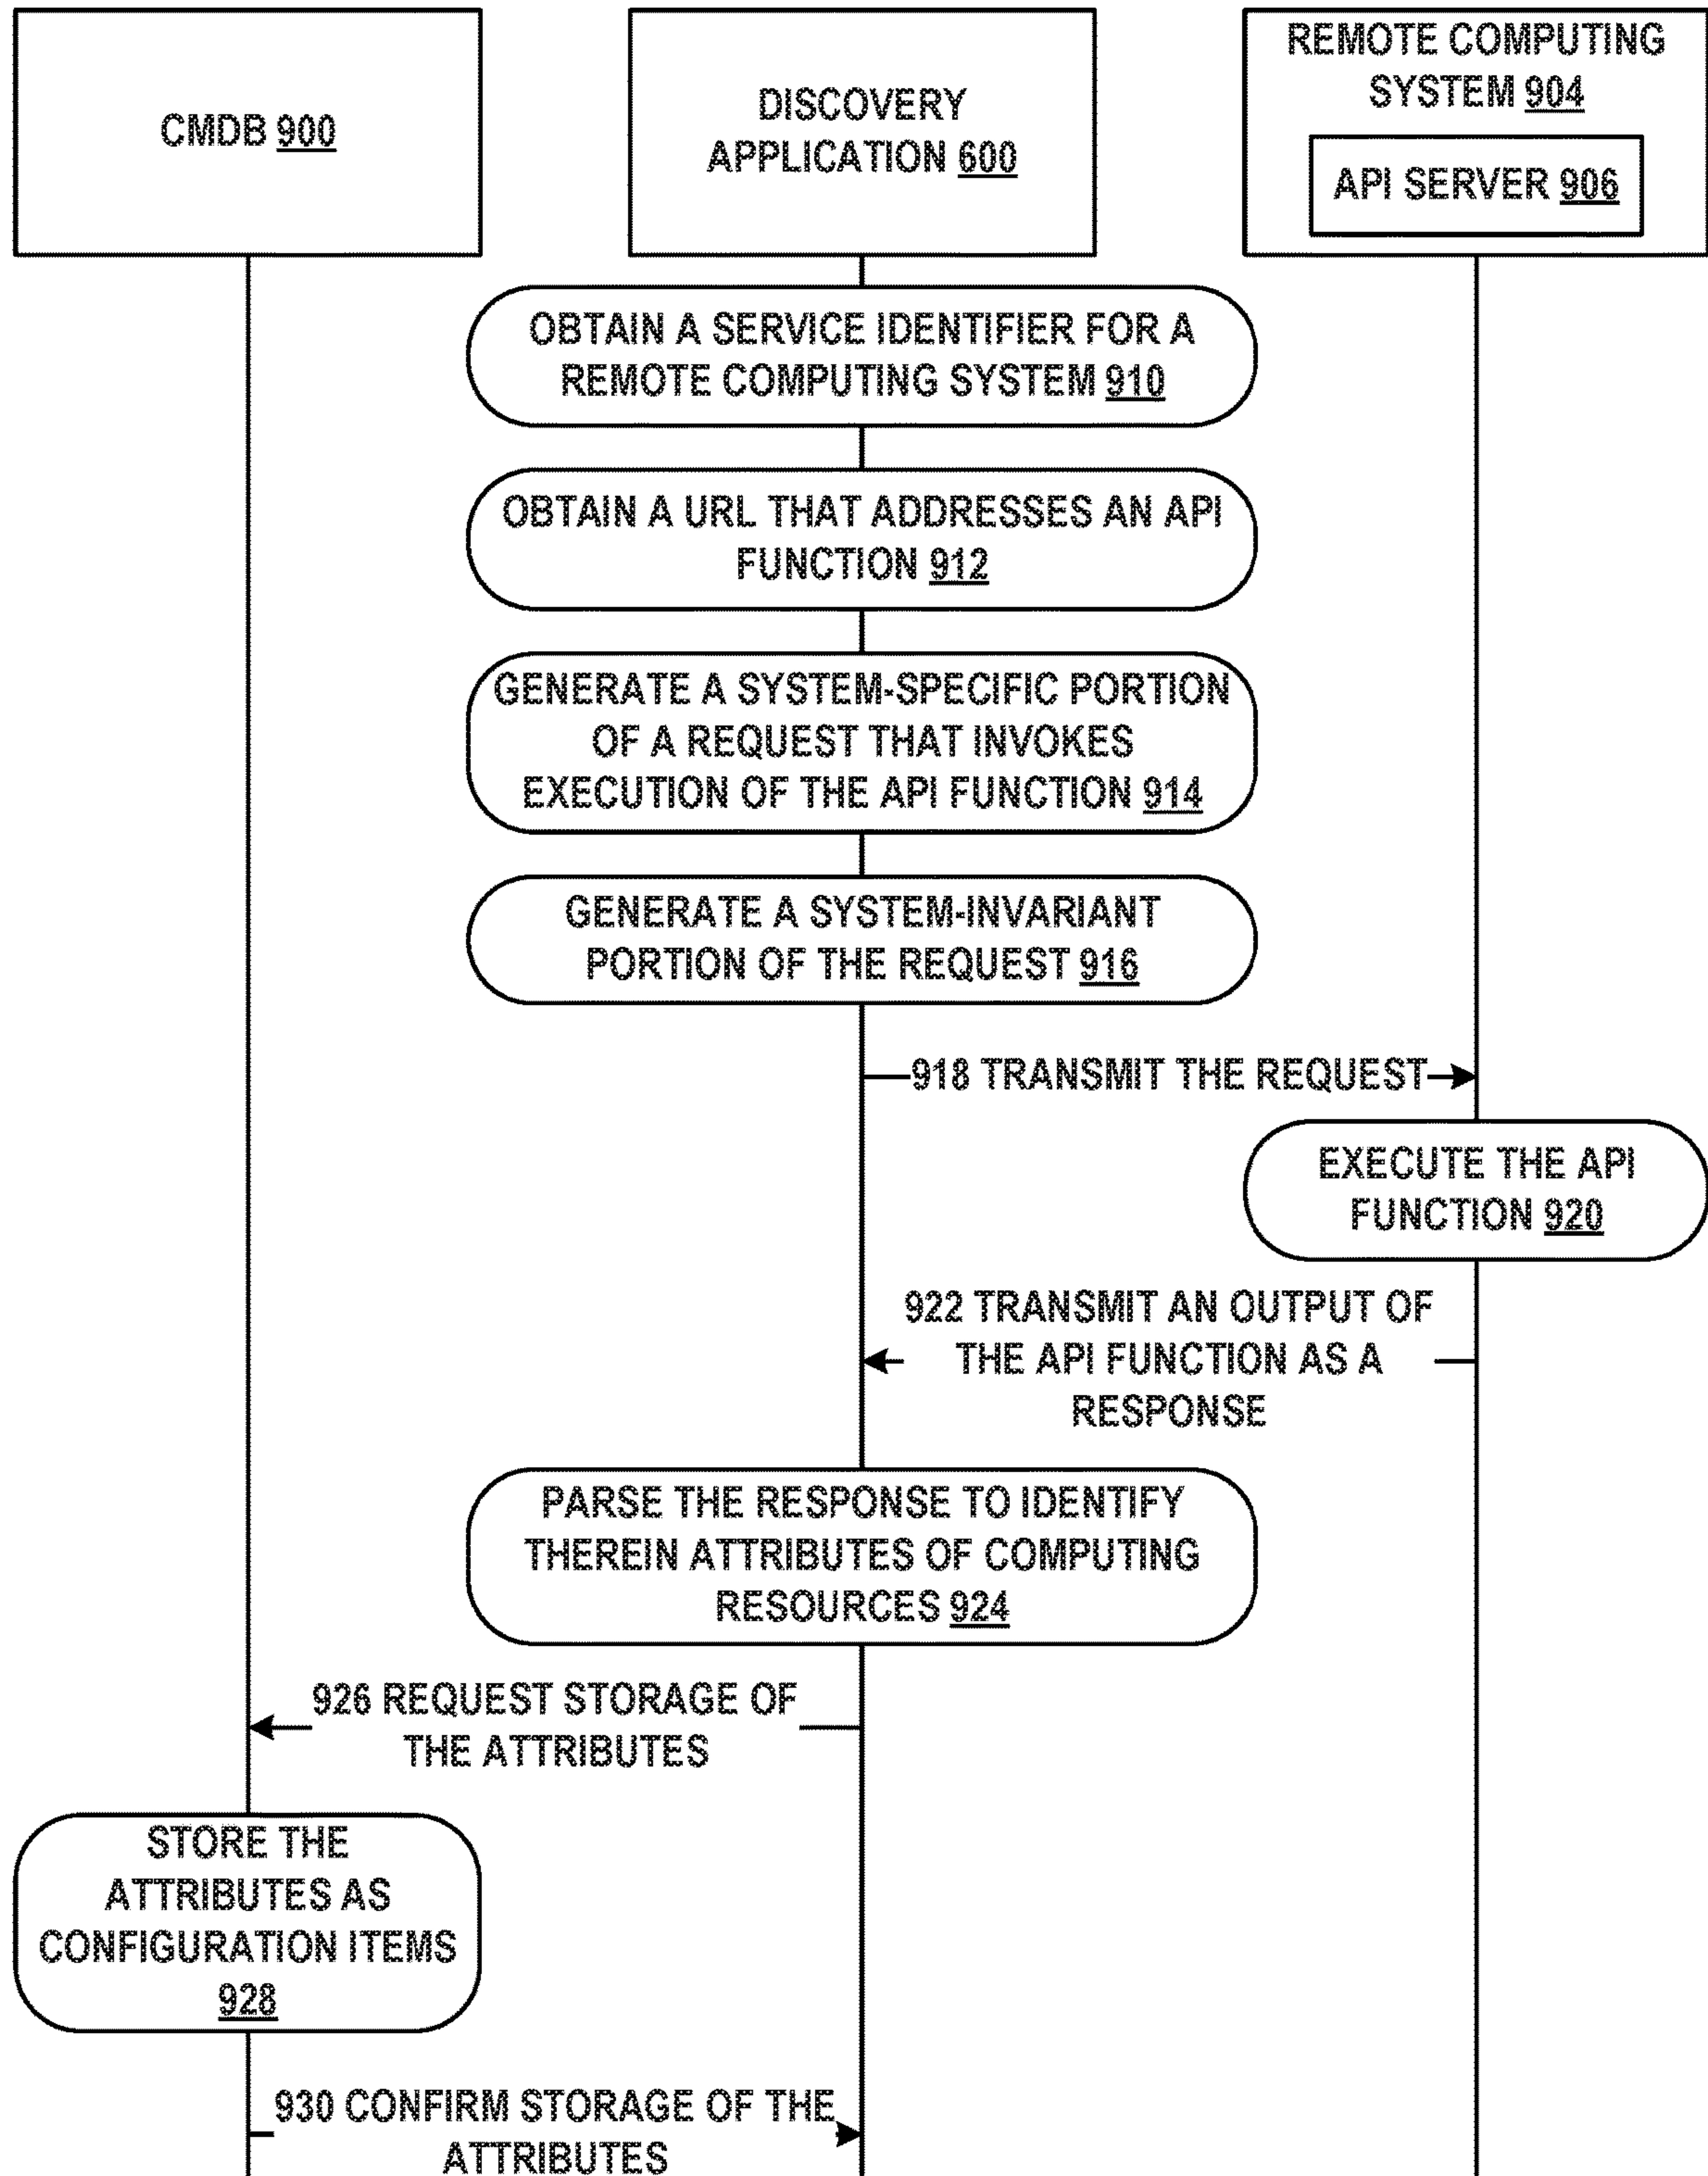 CMDB 900
DISCOVERY
APPLICATION 600
REMOTE COMPUTING
SYSTEM 904
API SERVER 906
OBTAIN A SERVICE IDENTIFIER FOR A
REMOTE COMPUTING SYSTEM 910
OBTAIN A URL THAT ADDRESSES AN API
FUNCTION 912
GENERATE A SYSTEM-SPECIFIC PORTION
OF A REQUEST THAT INVOKES
EXECUTION OF THE API FUNCTION 914
GENERATE A SYSTEM-INVARIANT
PORTION OF THE REQUEST 916
918 TRANSMIT THE REQUEST
EXECUTE THE API
FUNCTION 920
922 TRANSMIT AN OUTPUT OF
THE API FUNCTION AS A
RESPONSE
PARSE THE RESPONSE TO IDENTIFY
THEREIN ATTRIBUTES OF COMPUTING
RESOURCES 924
926 REQUEST STORAGE OF
THE ATTRIBUTES
STORE THE
ATTRIBUTES AS
CONFIGURATION ITEMS
928
930 CONFIRM STORAGE OF THE
ATTRIBUTES